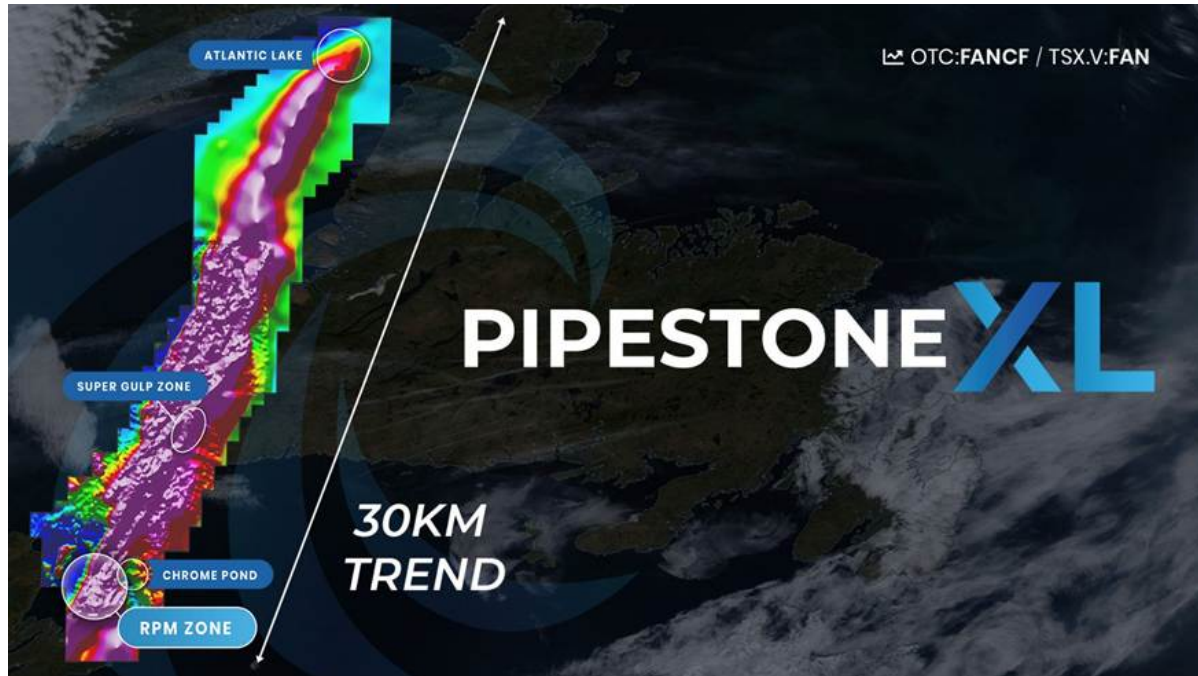 ATLANTIC LAKE
OTC:FANCF / TSX.V:FAN
PIPESTONE XL
SUPER GULP ZONE
30KM
TREND
CHROME POND
RPM ZONE